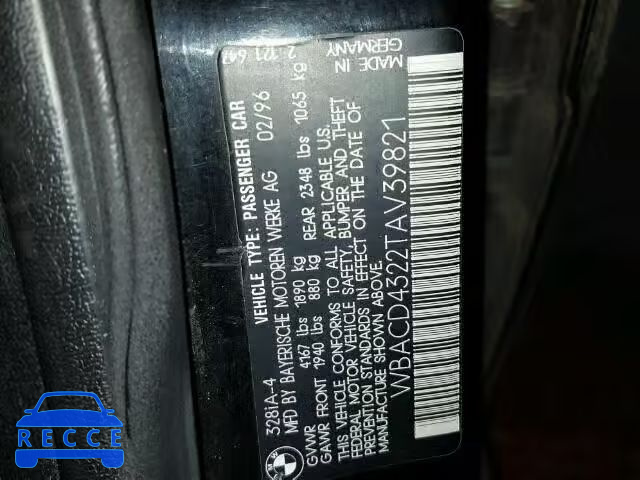 328iA-4 VEHICLE TYPE: PASSENGER CAR
MFD BY BAYERISCHE MOTOREN WERKE AG 02/96
GVWR 4167 lbs 1890 kg
GAWR FRONT 1940 lbs 880 kg REAR 2348 lbs 1065 kg
THIS VEHICLE CONFORMS TO ALL APPLICABLE U.S.
FEDERAL MOTOR VEHICLE SAFETY, BUMPER AND THEFT
PREVENTION STANDARDS IN EFFECT ON THE DATE OF
MANUFACTURE SHOWN ABOVE.
WBACD4322TAV39821
MADE IN
GERMANY
BMW
RECCE